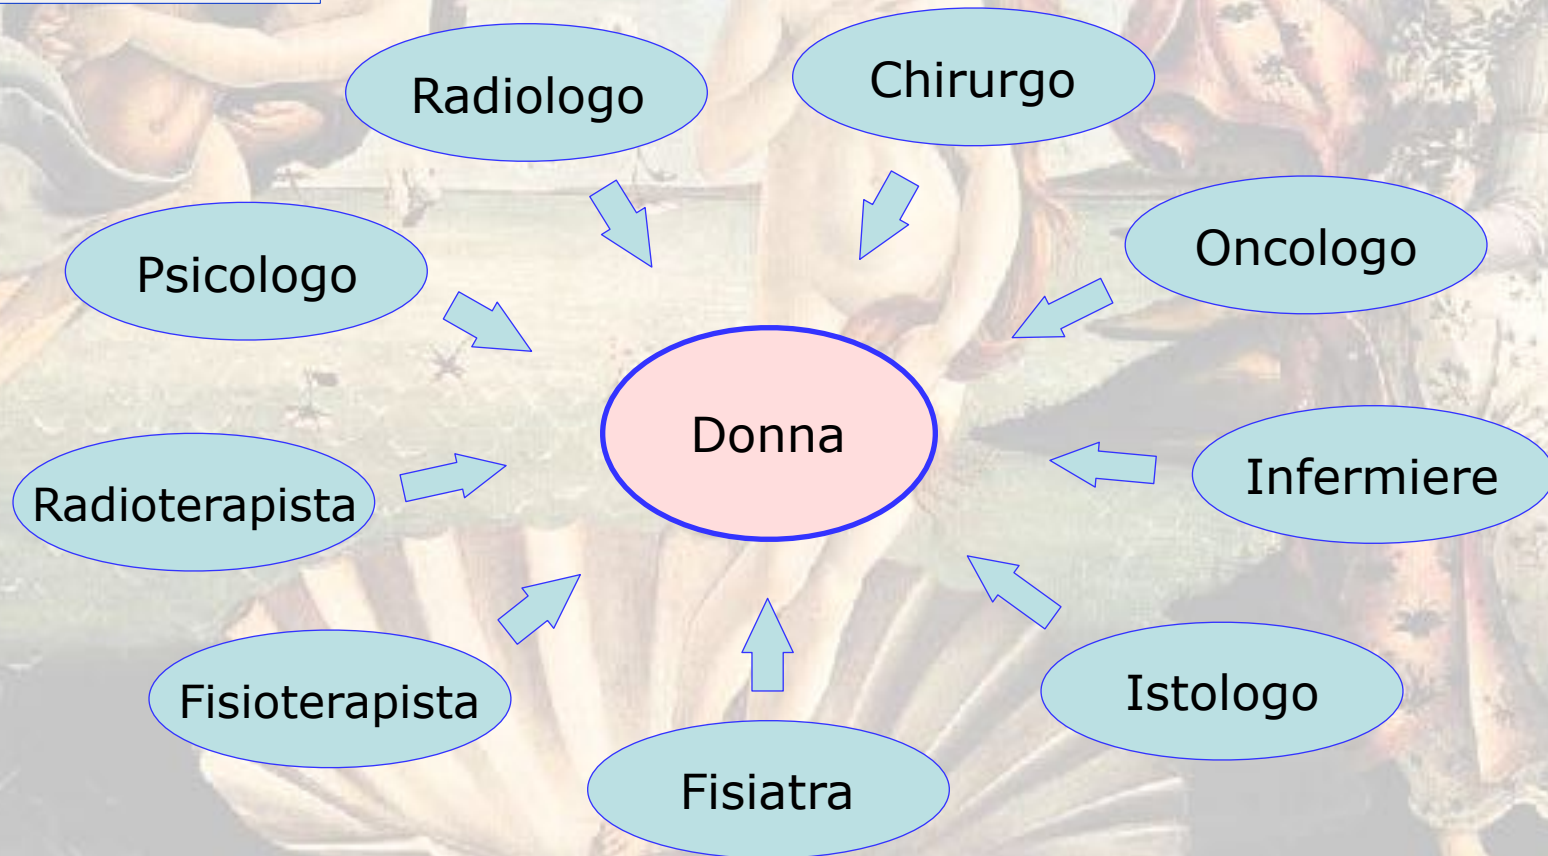 Radiologo
Chirurgo
Psicologo
Oncologo
Donna
Radioterapista
Infermiere
Fisioterapista
Istologo
Fisiatra